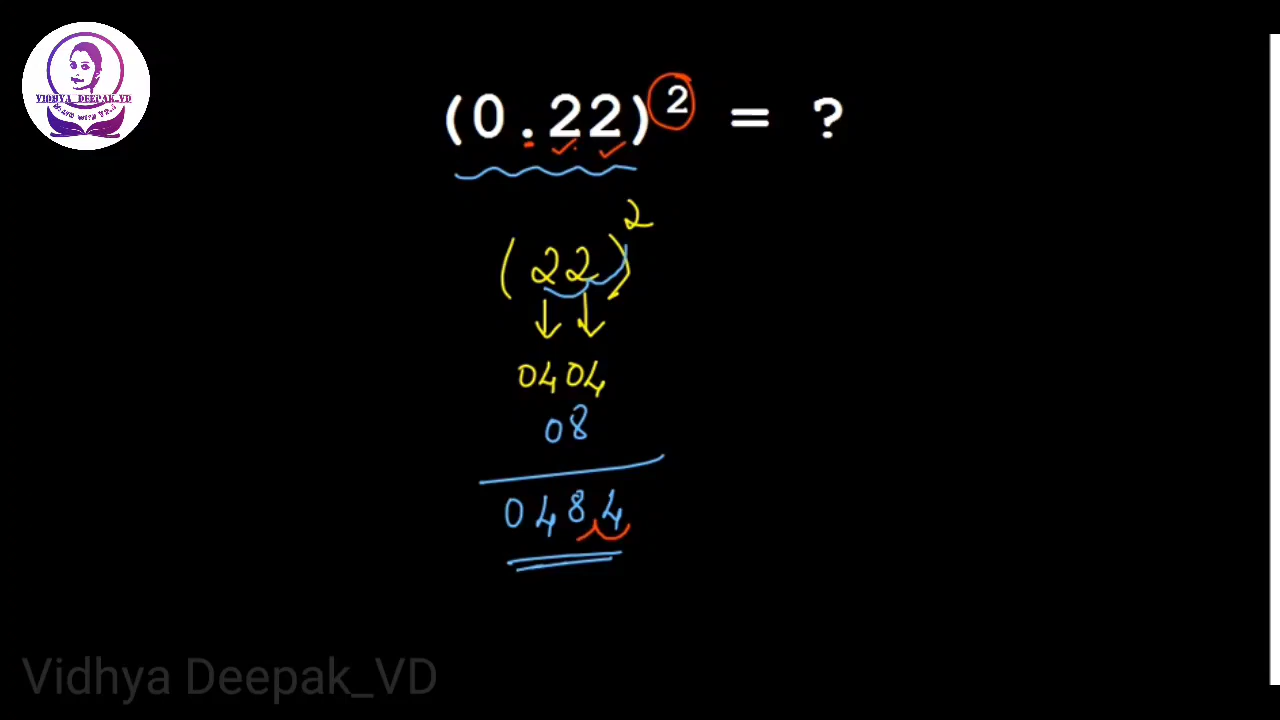 VIDHYA_DEEPAK_VD
(0.22)² = ?
(22)²
0404
08
0484
Vidhya Deepak_VD